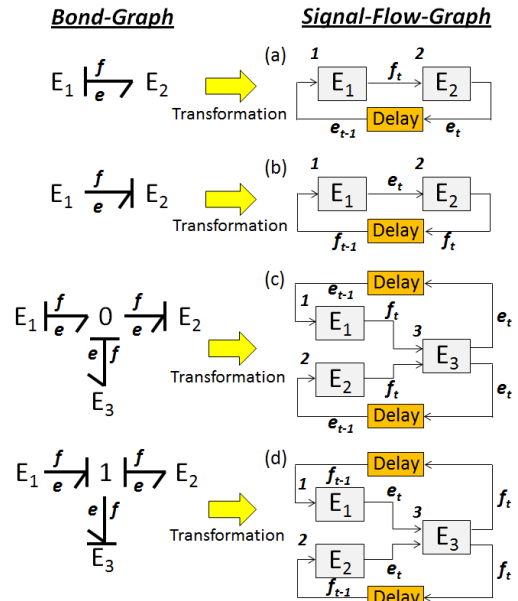 Bond-Graph
Signal-Flow-Graph
(a)
E1 f e E2
Transformation
1 E1 ft 2 E2
et-1 Delay et
(b)
E1 f e E2
Transformation
1 E1 et 2 E2
ft-1 Delay ft
(c)
E1 f e 0 f e E2
e f
E3
Transformation
et-1 Delay
1 E1 ft
3 E3
et
2 E2 ft
et
et-1 Delay
(d)
E1 f e 1 f e E2
e f
E3
Transformation
ft-1 Delay
1 E1 et
3 E3
ft
2 E2 et
ft
ft-1 Delay